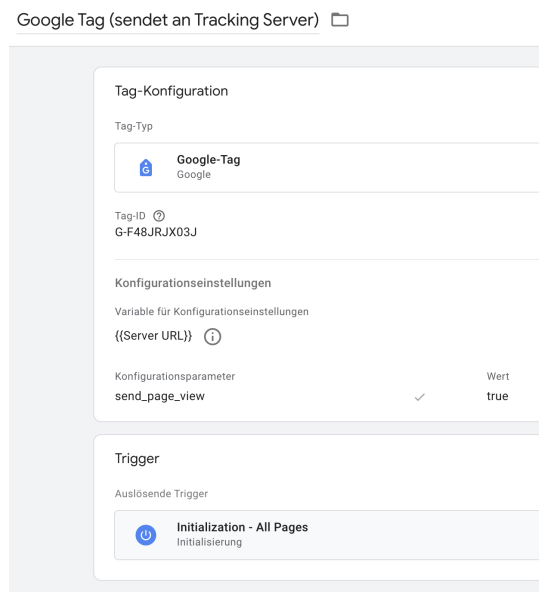 Google Tag (sendet an Tracking Server)
Tag-Konfiguration
Tag-Typ
G
Google-Tag
Google
Tag-ID
G-F48JRJX03J
Konfigurationseinstellungen
Variable für Konfigurationseinstellungen
{{Server URL}}
Konfigurationsparameter Wert
send_page_view true
Trigger
Auslösende Trigger
Initialization - All Pages
Initialisierung